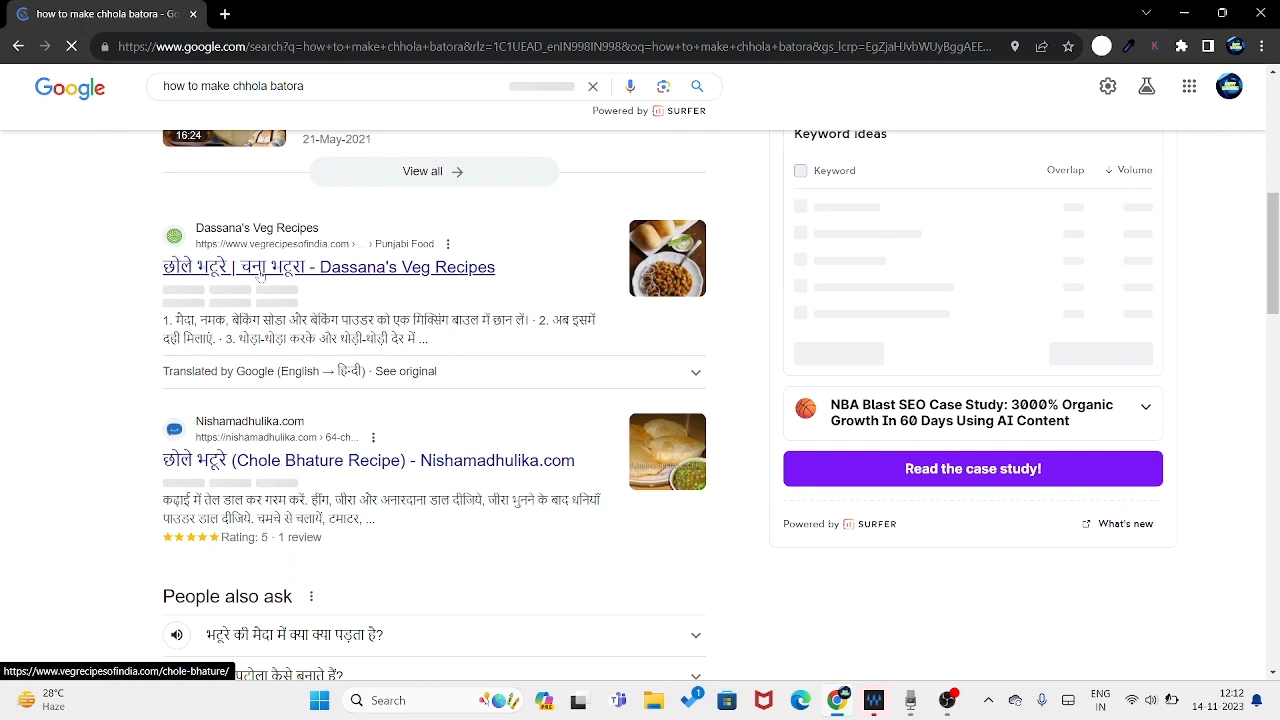 how to make chhola batora - Go
https://www.google.com/search?q=how+to+make+chhola+batora&rlz=1C1UEAD_enIN998IN998&oq=how+to+make+chhola+batora&gs_lcrp=EgZjaHJvbWUyBggAEE...
Google
how to make chhola batora
Powered by SURFER
16:24
21-May-2021
View all
Keyword ideas
Keyword Overlap Volume
Dassana's Veg Recipes
https://www.vegrecipesofindia.com › ... › Punjabi Food
छोले भटूरे | चना भटूरा - Dassana's Veg Recipes
1. मैदा, नमक, बेकिंग सोडा और बेकिंग पाउडर को एक मिक्सिंग बाउल में छान लें। · 2. अब इसमें
दही मिलाएं. · 3. थोड़ा-थोड़ा करके और थोड़ी-थोड़ी देर में ...
Translated by Google (English → हिन्दी) · See original
NBA Blast SEO Case Study: 3000% Organic
Growth In 60 Days Using AI Content
Read the case study!
Powered by SURFER What's new
Nishamadhulika.com
https://nishamadhulika.com › 64-ch...
छोले भटूरे (Chole Bhature Recipe) - Nishamadhulika.com
कढ़ाई में तेल डाल कर गरम करें. हींग, जीरा और अनारदाना डाल दीजिये, जीरा भुनने के बाद धनियाँ
पाउडर डाल दीजिये. चमचे से चलायें, टमाटर, ...
Rating: 5 · 1 review
People also ask
भटूरे की मैदा में क्या क्या पड़ता है?
कैसे बनाते हैं?
https://www.vegrecipesofindia.com/chole-bhature/
28°C
Haze
Search
1
ENG
IN
12:12
14-11-2023